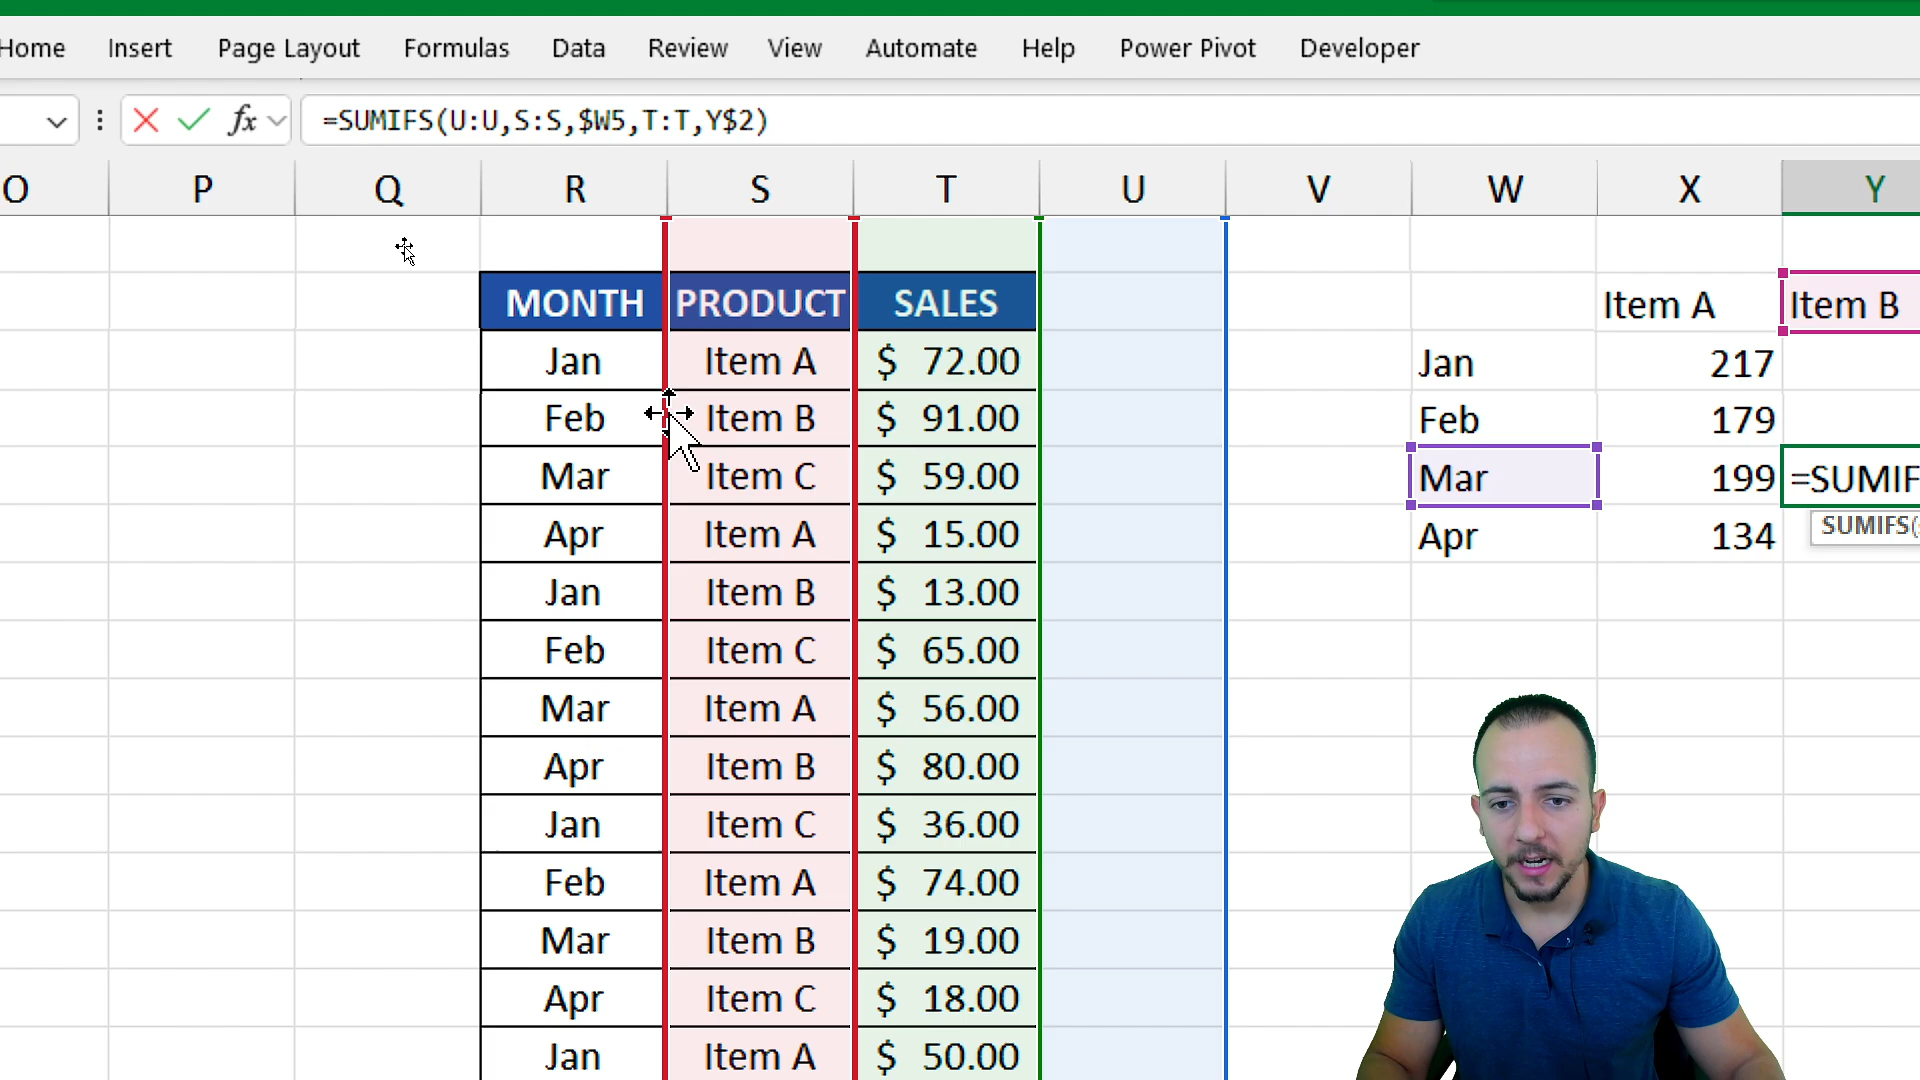 Home Insert Page Layout Formulas Data Review View Automate Help Power Pivot Developer
fx =SUMIFS(U:U,S:S,$W5,T:T,Y$2)
O P Q R S T U V W X Y
MONTH PRODUCT SALES Item A Item B
Jan Item A $ 72.00 Jan 217
Feb Item B $ 91.00 Feb 179
Mar Item C $ 59.00 Mar 199 =SUMIF
Apr Item A $ 15.00 Apr 134 SUMIFS(
Jan Item B $ 13.00
Feb Item C $ 65.00
Mar Item A $ 56.00
Apr Item B $ 80.00
Jan Item C $ 36.00
Feb Item A $ 74.00
Mar Item B $ 19.00
Apr Item C $ 18.00
Jan Item A $ 50.00